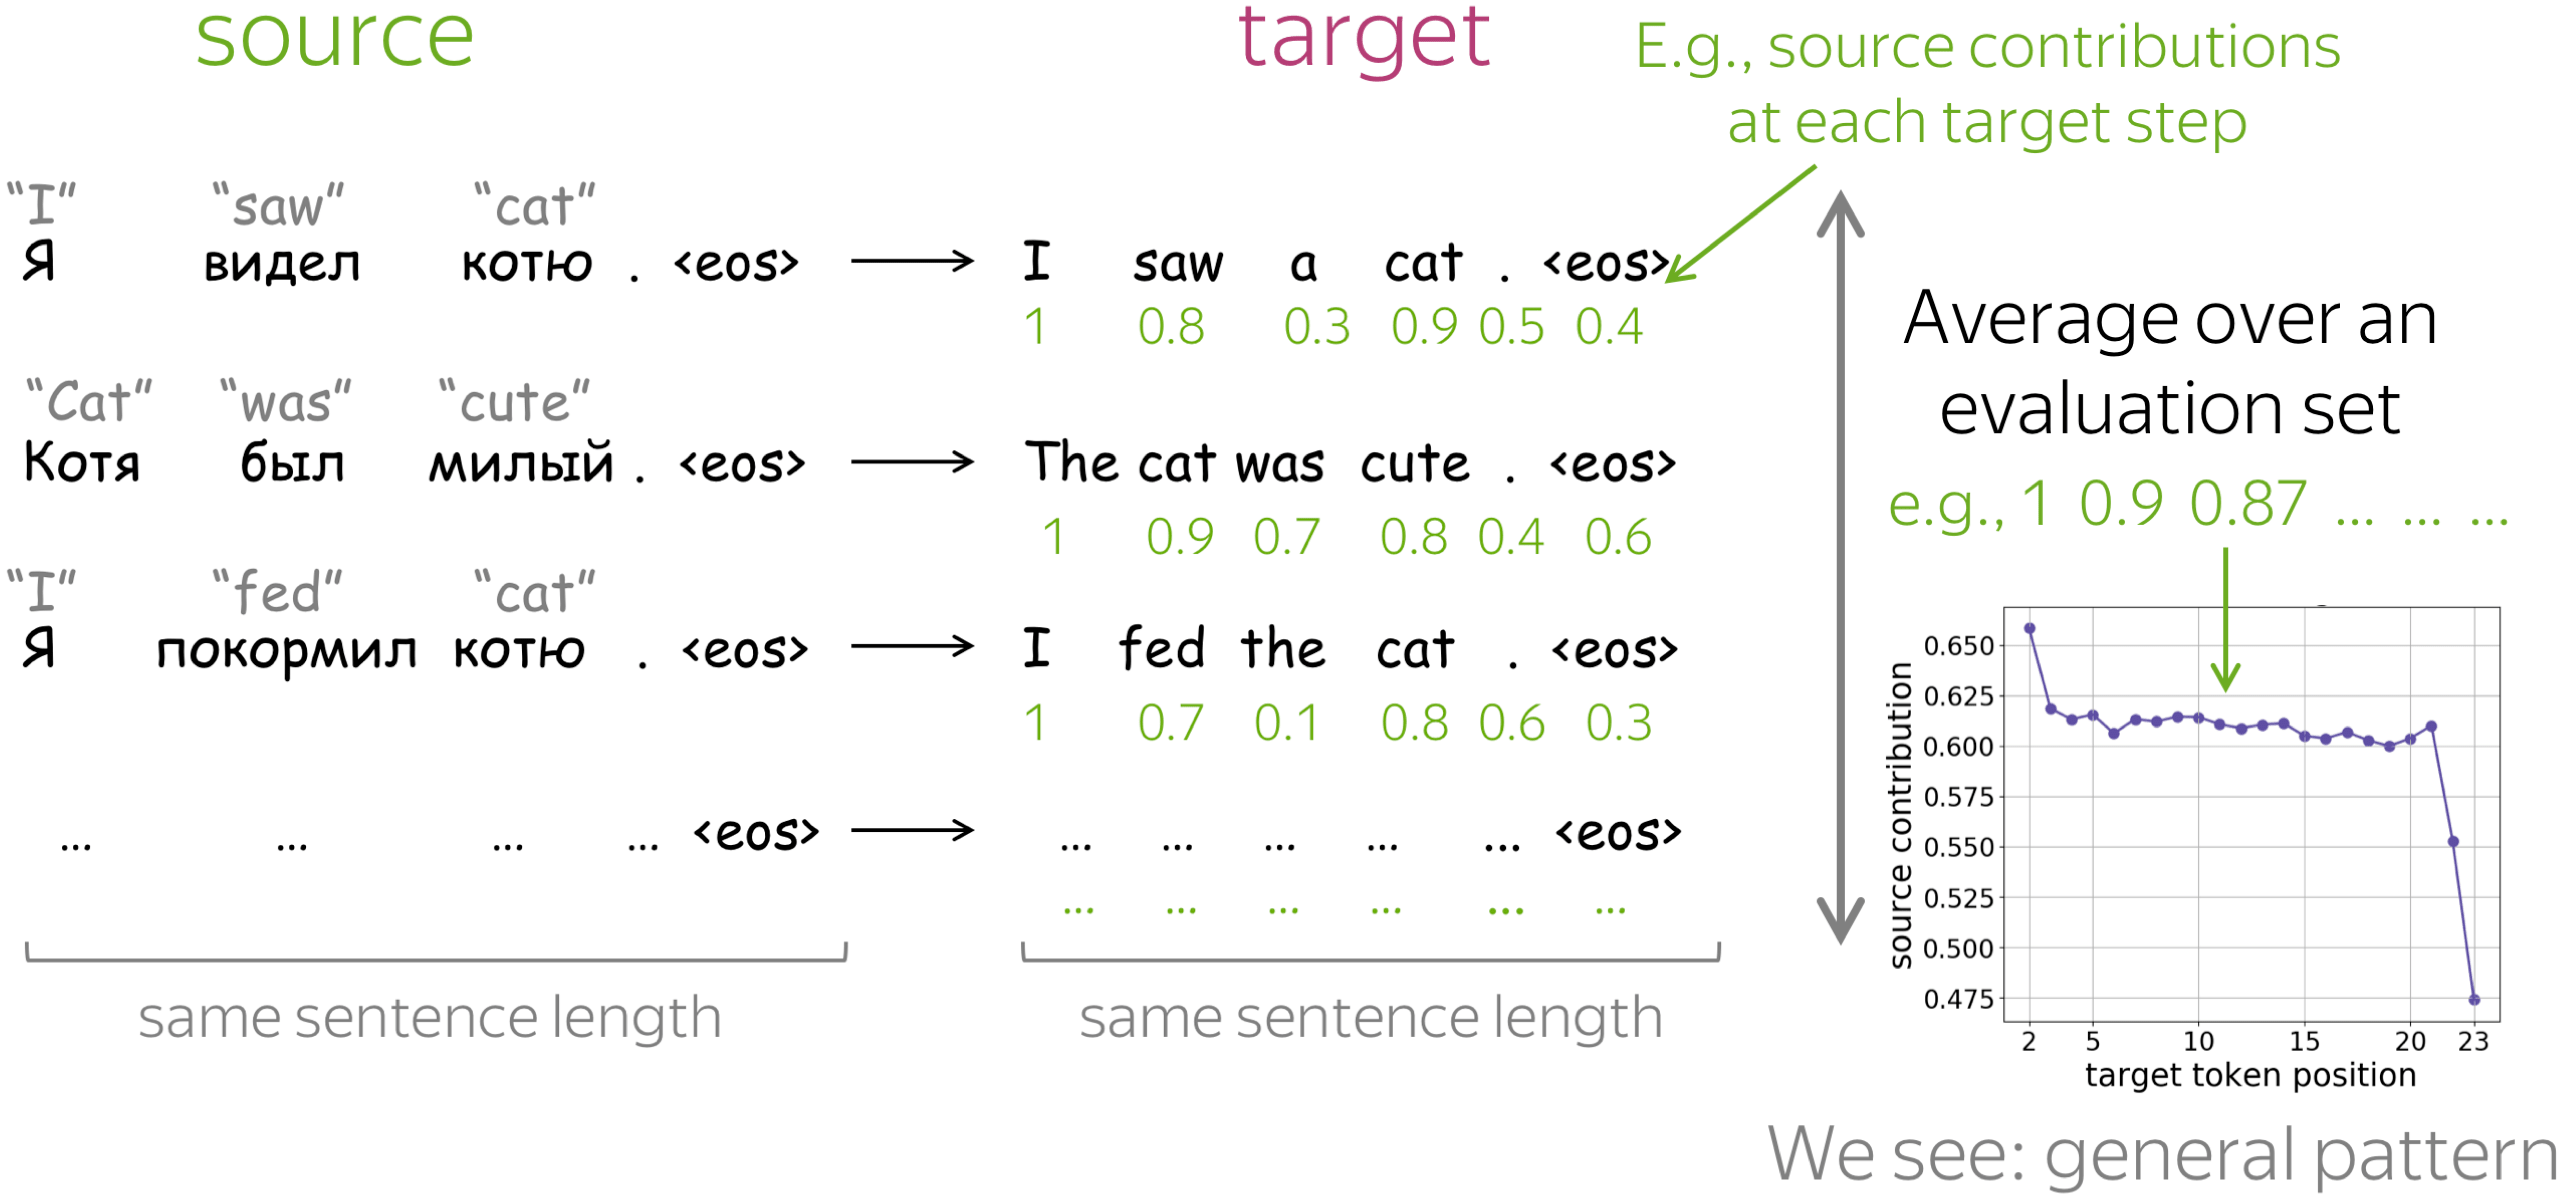 source
target
E.g., source contributions
at each target step
“I” “saw” “cat”
Я видел котю . <eos> → I saw a cat . <eos>
1 0.8 0.3 0.9 0.5 0.4
“Cat” “was” “cute”
Котя был милый . <eos> → The cat was cute . <eos>
1 0.9 0.7 0.8 0.4 0.6
“I” “fed” “cat”
Я покормил котю . <eos> → I fed the cat . <eos>
1 0.7 0.1 0.8 0.6 0.3
... ... ... ... <eos> → ... ... ... ... ... <eos>
... ... ... ... ... ...
same sentence length
same sentence length
Average over an
evaluation set
e.g., 1 0.9 0.87 ... ... ...
source contribution
0.650
0.625
0.600
0.575
0.550
0.525
0.500
0.475
2 5 10 15 20 23
target token position
We see: general pattern